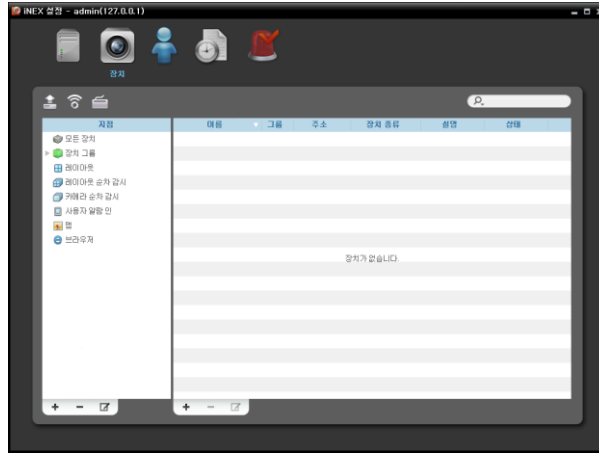 iNEX 설정 - admin(127.0.0.1)
장치
지점
이름 그룹 주소 장치 종류 설명 상태
모든 장치
장치 그룹
레이아웃
레이아웃 순차 감시
카메라 순차 감시
사용자 알람 인
맵
브라우저
장치가 없습니다.